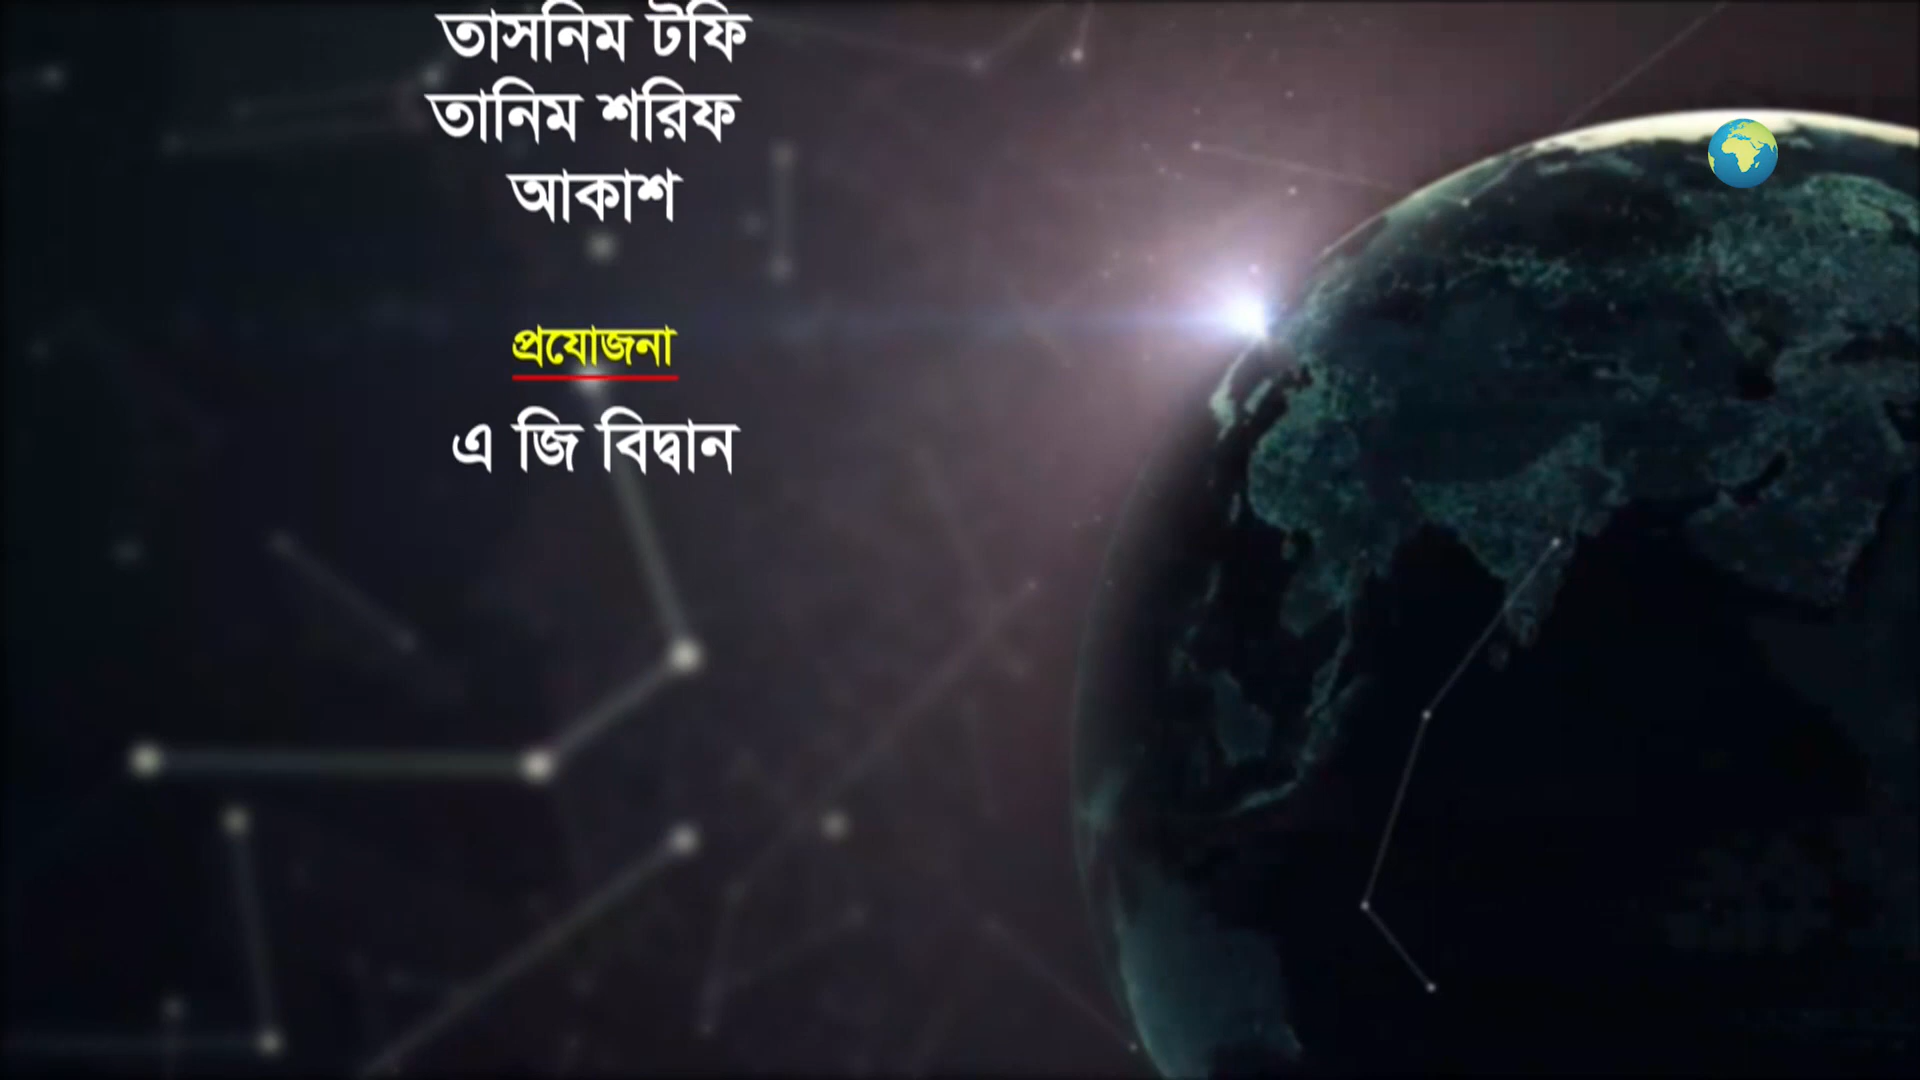 তাসনিম টফি
তানিম শরিফ
আকাশ
প্রযোজনা
এ জি বিদ্বান